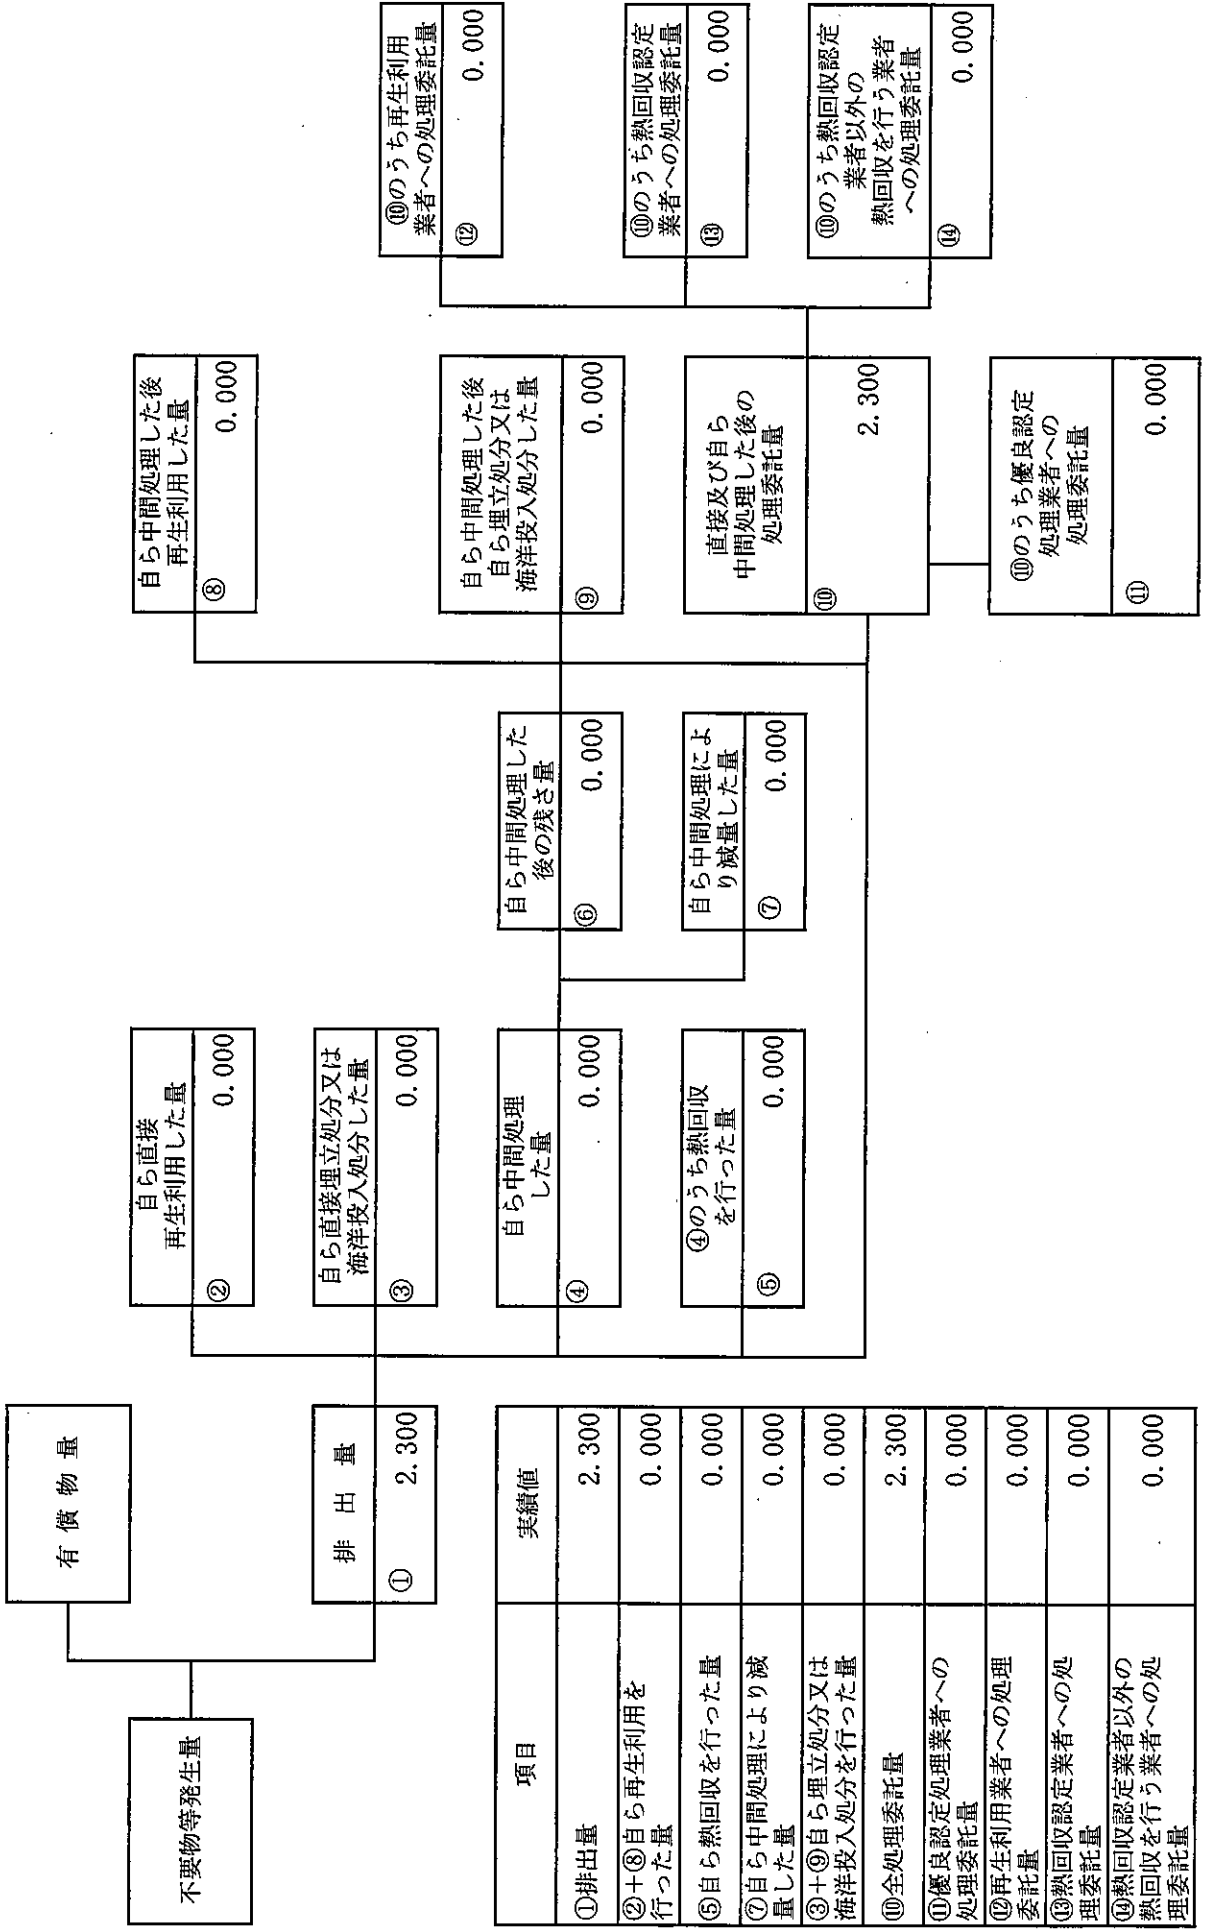 不要物等発生量
有償物量
排出量
①
2.300
自ら直接
再生利用した量
②
0.000
自ら直接埋立処分又は
海洋投入処分した量
③
0.000
自ら中間処理
した量
④
0.000
④のうち熱回収
を行った量
⑤
0.000
自ら中間処理した
後の残さ量
⑥
0.000
自ら中間処理によ
り減量した量
⑦
0.000
自ら中間処理した後
再生利用した量
⑧
0.000
自ら中間処理した後
自ら埋立処分又は
海洋投入処分した量
⑨
0.000
直接及び自ら
中間処理した後の
処理委託量
⑩
2.300
⑩のうち優良認定
処理業者への
処理委託量
⑪
0.000
⑩のうち再生利用
業者への処理委託量
⑫
0.000
⑩のうち熱回収認定
業者への処理委託量
⑬
0.000
⑩のうち熱回収認定
業者以外の
熱回収を行う業者
への処理委託量
⑭
0.000
項目
実績値
①排出量
2.300
②+⑧自ら再生利用を
行った量
0.000
⑤自ら熱回収を行った量
0.000
⑦自ら中間処理により減
量した量
0.000
③+⑨自ら埋立処分又は
海洋投入処分を行った量
0.000
⑩全処理委託量
2.300
⑪優良認定処理業者への
処理委託量
0.000
⑫再生利用業者への処理
委託量
0.000
⑬熱回収認定業者への処
理委託量
0.000
⑭熱回収認定業者以外の
熱回収を行う業者への処
理委託量
0.000